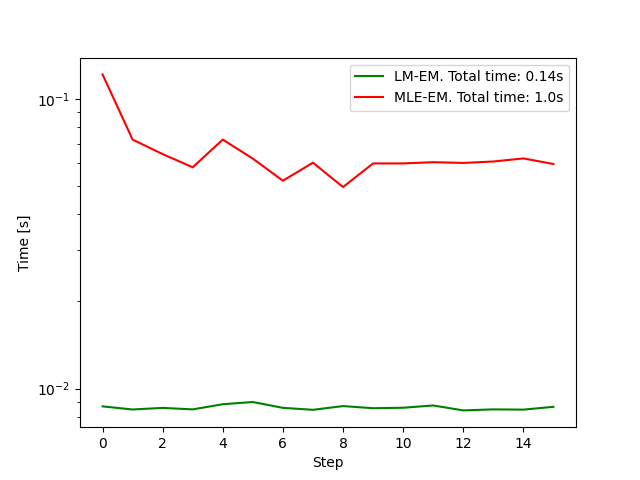 LM-EM. Total time: 0.14s
MLE-EM. Total time: 1.0s
10⁻¹
Time [s]
10⁻²
0 2 4 6 8 10 12 14
Step